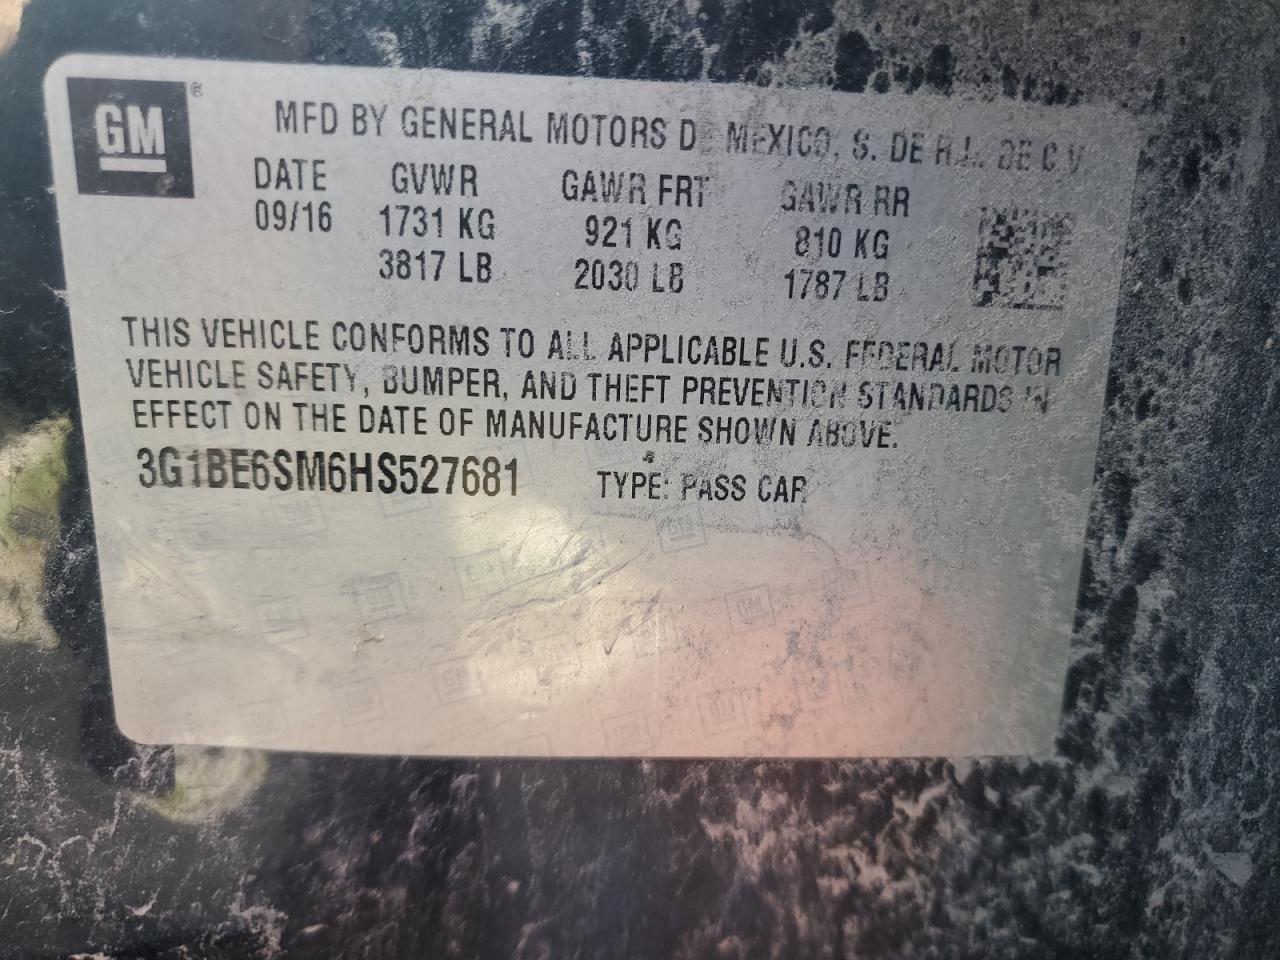 GM ®
MFD BY GENERAL MOTORS DE MEXICO, S. DE R.L. DE C V
DATE GVWR GAWR FRT GAWR RR
09/16 1731 KG 921 KG 810 KG
3817 LB 2030 LB 1787 LB
THIS VEHICLE CONFORMS TO ALL APPLICABLE U.S. FEDERAL MOTOR
VEHICLE SAFETY, BUMPER, AND THEFT PREVENTION STANDARDS IN
EFFECT ON THE DATE OF MANUFACTURE SHOWN ABOVE.
3G1BE6SM6HS527681 TYPE: PASS CAR